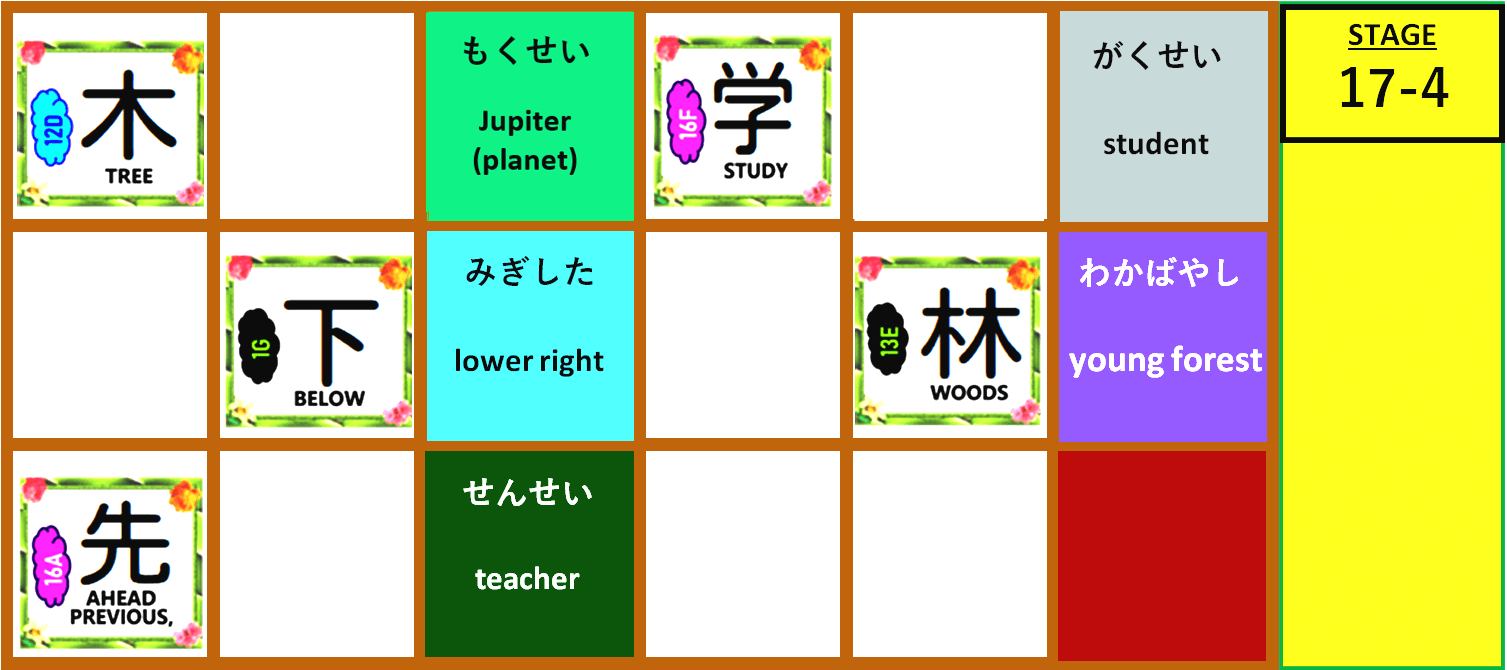 木
12D
TREE
もくせい
Jupiter
(planet)
学
16F
STUDY
がくせい
student
STAGE
17-4
下
1G
BELOW
みぎした
lower right
林
13E
WOODS
わかばやし
young forest
先
16A
AHEAD
PREVIOUS,
せんせい
teacher